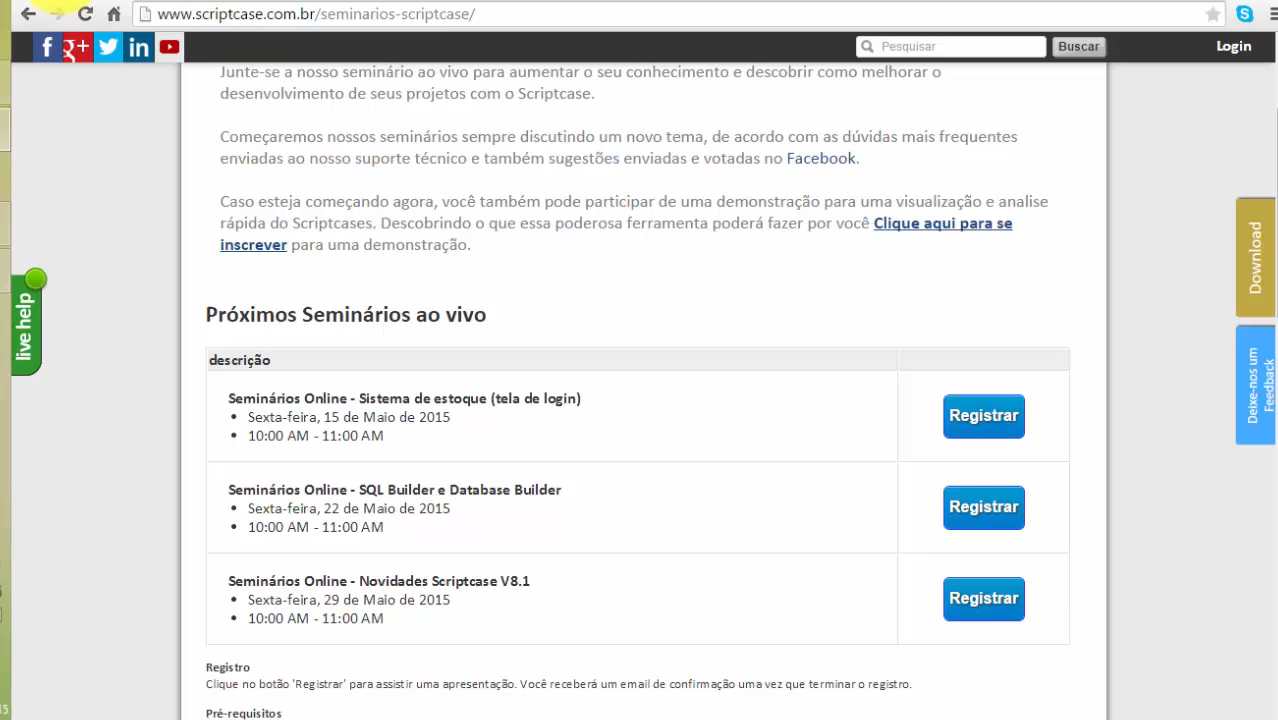 www.scriptcase.com.br/seminarios-scriptcase/
f g+ in
Pesquisar
Buscar
Login
Junte-se a nosso seminário ao vivo para aumentar o seu conhecimento e descobrir como melhorar o
desenvolvimento de seus projetos com o Scriptcase.
Começaremos nossos seminários sempre discutindo um novo tema, de acordo com as dúvidas mais frequentes
enviadas ao nosso suporte técnico e também sugestões enviadas e votadas no Facebook.
Caso esteja começando agora, você também pode participar de uma demonstração para uma visualização e analise
rápida do Scriptcases. Descobrindo o que essa poderosa ferramenta poderá fazer por você Clique aqui para se
inscrever para uma demonstração.
live help
Download
Deixe-nos um
Feedback
Próximos Seminários ao vivo
descrição
Seminários Online - Sistema de estoque (tela de login)
• Sexta-feira, 15 de Maio de 2015
• 10:00 AM - 11:00 AM
Registrar
Seminários Online - SQL Builder e Database Builder
• Sexta-feira, 22 de Maio de 2015
• 10:00 AM - 11:00 AM
Registrar
Seminários Online - Novidades Scriptcase V8.1
• Sexta-feira, 29 de Maio de 2015
• 10:00 AM - 11:00 AM
Registrar
Registro
Clique no botão 'Registrar' para assistir uma apresentação. Você receberá um email de confirmação uma vez que terminar o registro.
Pré-requisitos